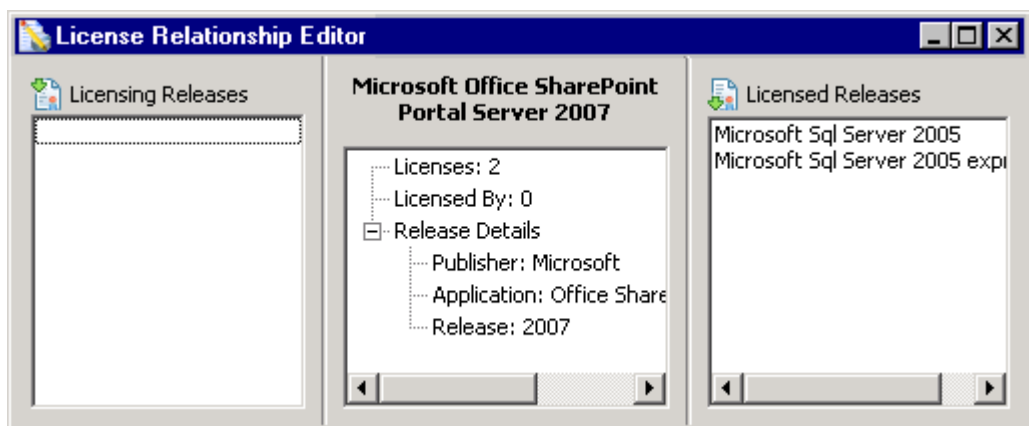 License Relationship Editor
Licensing Releases
Microsoft Office SharePoint
Portal Server 2007
Licenses: 2
Licensed By: 0
Release Details
Publisher: Microsoft
Application: Office Share
Release: 2007
Licensed Releases
Microsoft Sql Server 2005
Microsoft Sql Server 2005 expr